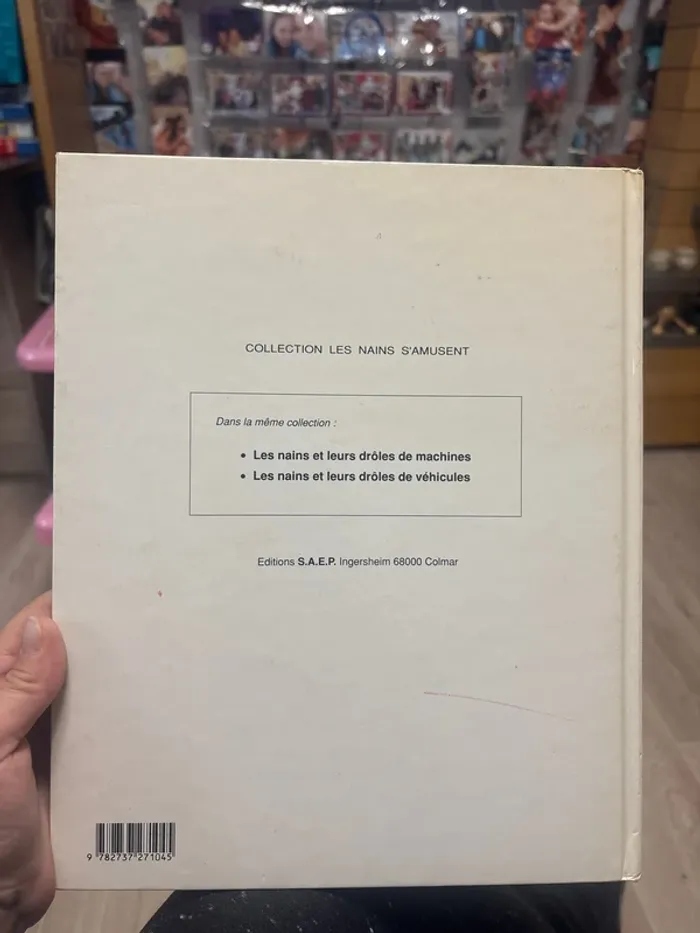 COLLECTION LES NAINS S'AMUSENT
Dans la même collection :
• Les nains et leurs drôles de machines
• Les nains et leurs drôles de véhicules
Editions S.A.E.P. Ingersheim 68000 Colmar
9 782737 271045